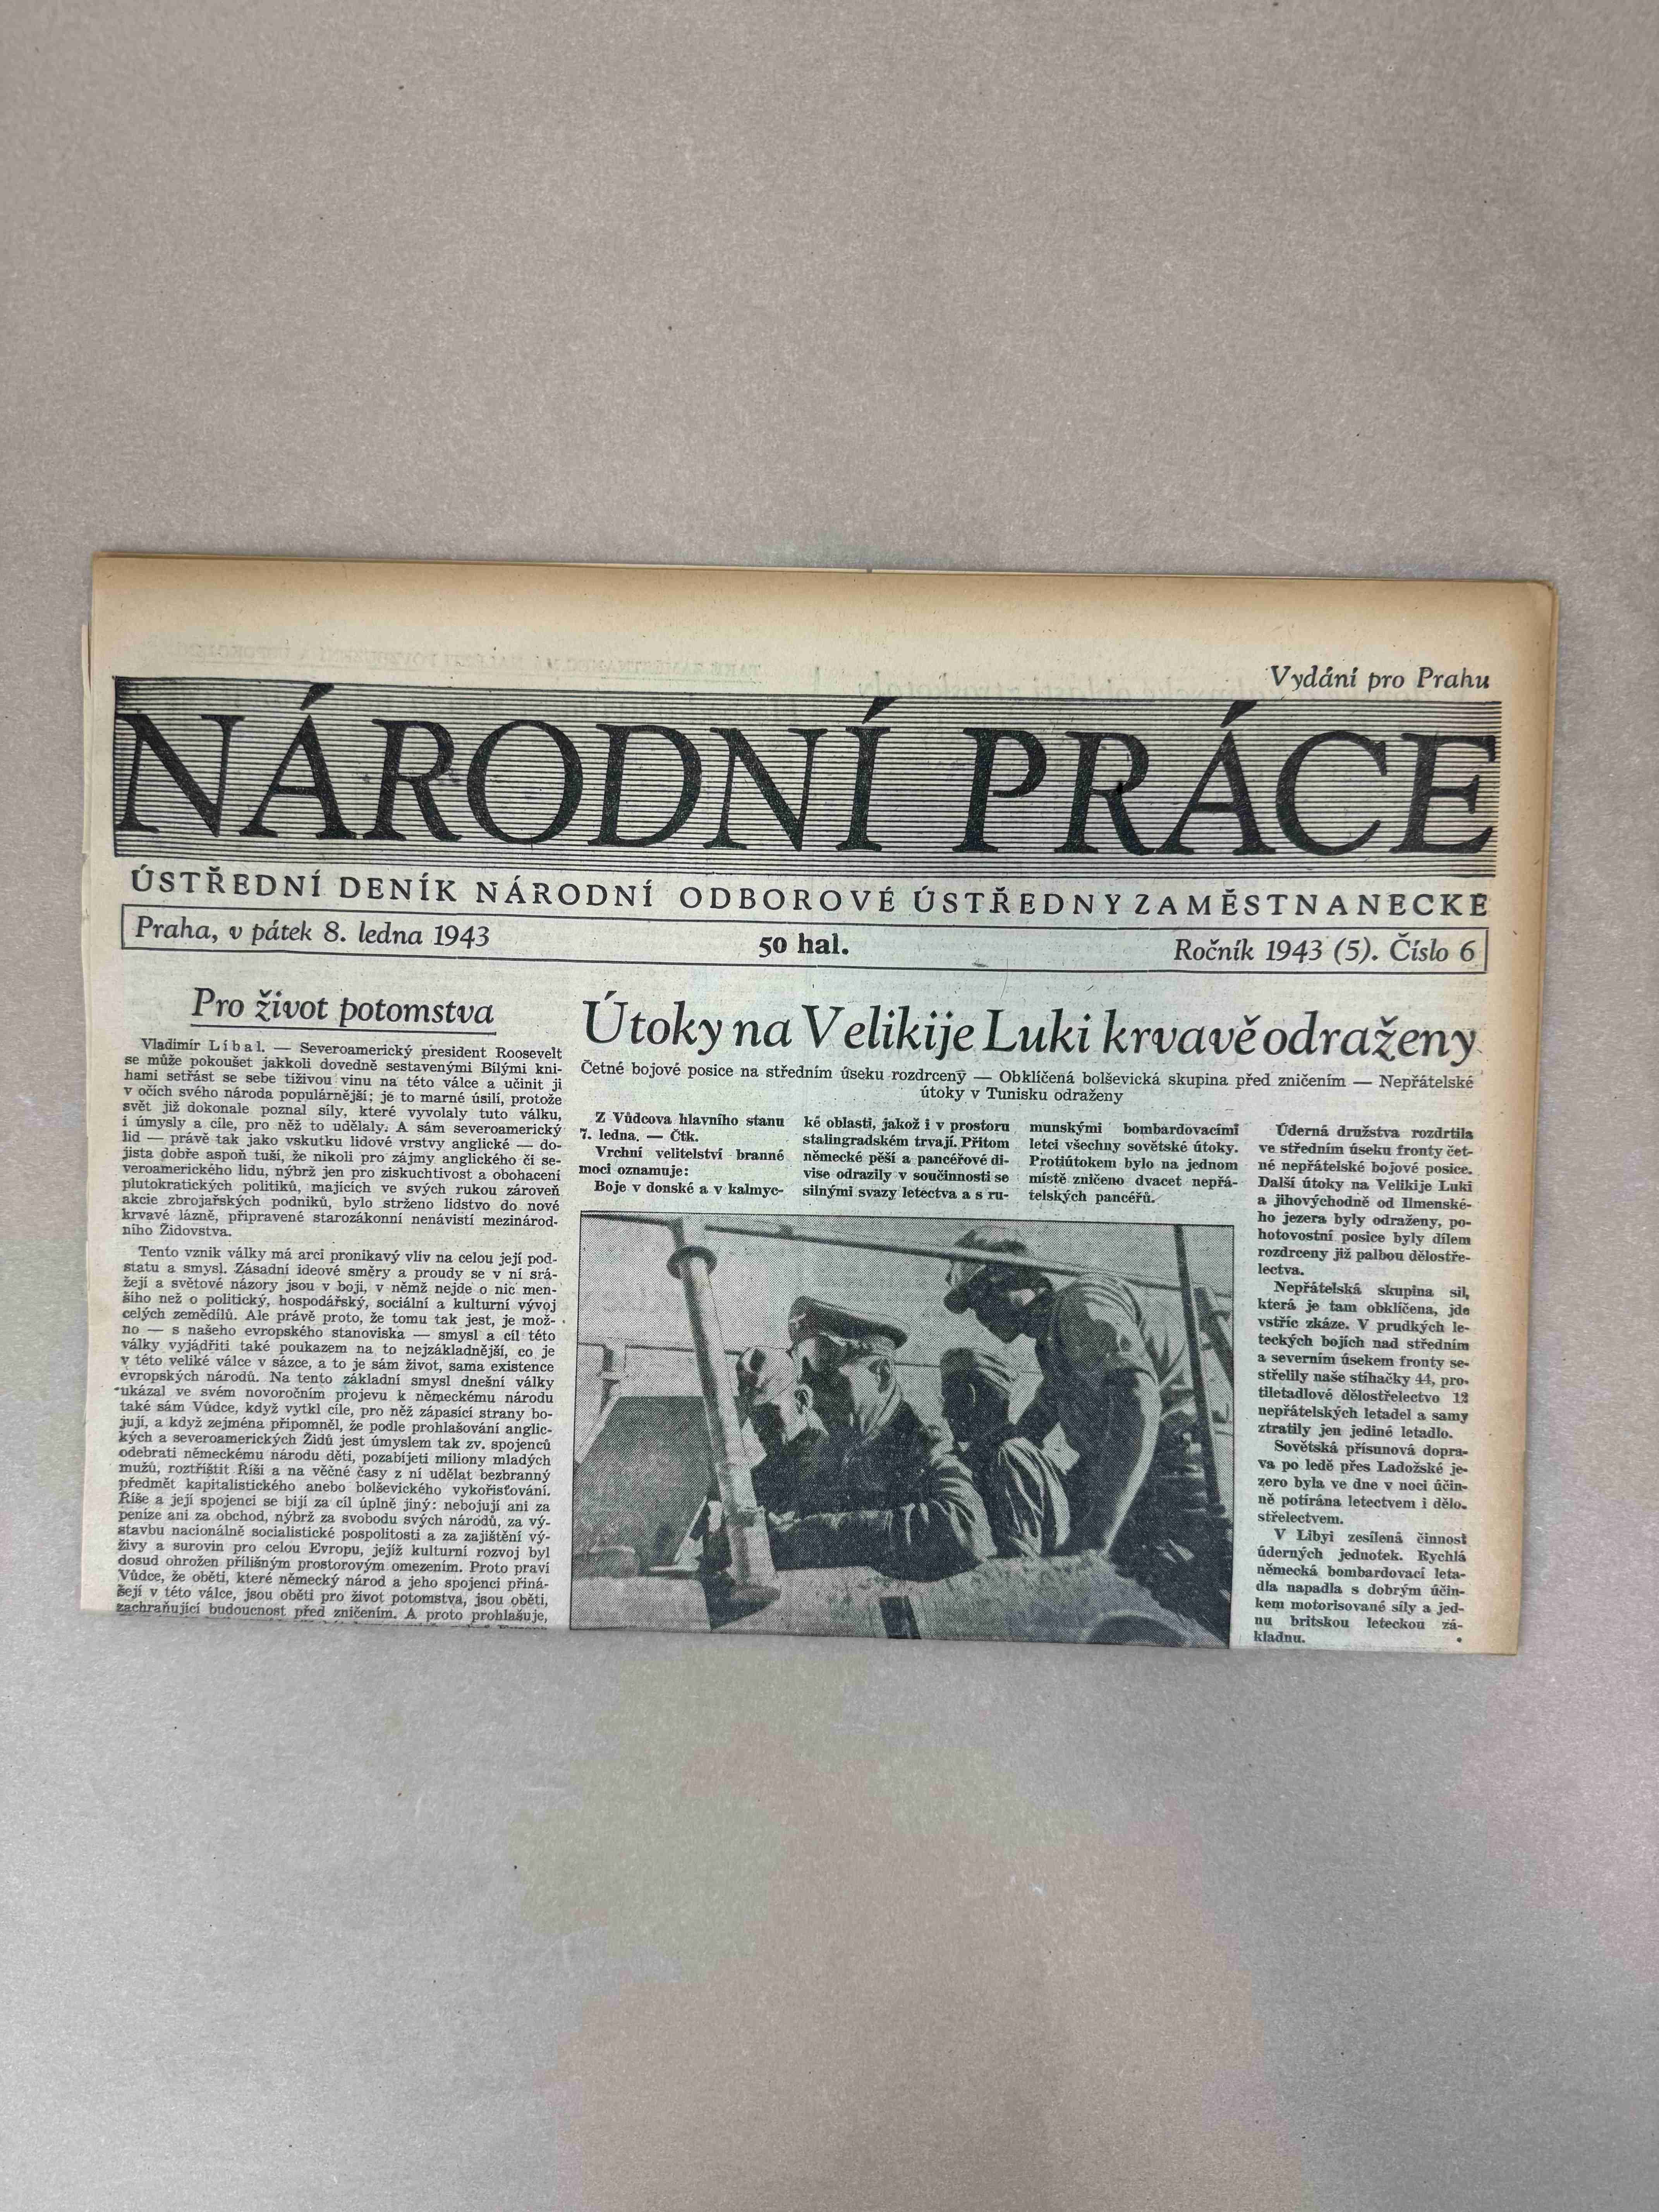 Vydání pro Prahu
NÁRODNÍ PRÁCE
ÚSTŘEDNÍ DENÍK NÁRODNÍ ODBOROVÉ ÚSTŘEDNY ZAMĚSTNANECKÉ
Praha, v pátek 8. ledna 1943
50 hal.
Ročník 1943 (5). Číslo 6
Pro život potomstva
Vladimír Líbal. — Severoamerický president Roosevelt
se může pokoušet jakkoli dovedně sestavenými Bílými kni-
hami setřást se sebe tíživou vinu na této válce a učinit ji
v očích svého národa populárnější; je to marné úsilí, protože
svět již dokonale poznal síly, které vyvolaly tuto válku,
i úmysly a cíle, pro něž to udělaly. A sám severoamerický
lid — právě tak jako vskutku lidové vrstvy anglické — do-
jista dobře aspoň tuší, že nikoli pro zájmy anglického či se-
veroamerického lidu, nýbrž jen pro ziskuchtivost a obohacení
plutokratických politiků, majících ve svých rukou zároveň
akcie zbrojařských podniků, bylo strženo lidstvo do nové
krvavé lázně, připravené starozákonní nenávistí mezinárod-
ního Židovstva.
Tento vznik války má arci pronikavý vliv na celou její pod-
statu a smysl. Zásadní ideové směry a proudy se v ní srá-
žejí a světové názory jsou v boji, v němž nejde o nic men-
šího než o politický, hospodářský, sociální a kulturní vývoj
celých zemědílů. Ale právě proto, že tomu tak jest, je mož-
no — s našeho evropského stanoviska — smysl a cíl této
války vyjádřiti také poukazem na to nejzákladnější, co je
v této veliké válce v sázce, a to je sám život, sama existence
evropských národů. Na tento základní smysl dnešní války
ukázal ve svém novoročním projevu k německému národu
také sám Vůdce, když vytkl cíle, pro něž zápasící strany bo-
jují, a když zejména připomněl, že podle prohlašování anglic-
kých a severoamerických Židů jest úmyslem tak zv. spojenců
odebrati německému národu děti, pozabíjeti miliony mladých
mužů, roztříštit Říši a na věčné časy z ní udělat bezbranný
předmět kapitalistického anebo bolševického vykořisťování.
Říše a její spojenci se bijí za cíl úplně jiný: nebojují ani za
peníze ani za obchod, nýbrž za svobodu svých národů, za vý-
stavbu nacionálně socialistické pospolitosti a za zajištění vý-
živy a surovin pro celou Evropu, jejíž kulturní rozvoj byl
dosud ohrožen přílišným prostorovým omezením. Proto praví
Vůdce, že oběti, které německý národ a jeho spojenci přiná-
šejí v této válce, jsou oběti pro život potomstva, jsou oběti,
zachraňující budoucnost před zničením. A proto prohlašuje,
Útoky na Velikije Luki krvavě odraženy
Četné bojové posice na středním úseku rozdrceny — Obklíčená bolševická skupina před zničením — Nepřátelské
útoky v Tunisku odraženy
Z Vůdcova hlavního stanu
7. ledna. — Čtk.
Vrchní velitelství branné
moci oznamuje:
Boje v donské a v kalmyc-
ké oblasti, jakož i v prostoru
stalingradském trvají. Přitom
německé pěší a pancéřové di-
vise odrazily v součinnosti se
silnými svazy letectva a s ru-
munskými bombardovacími
letci všechny sovětské útoky.
Protiútokem bylo na jednom
místě zničeno dvacet nepřá-
telských pancéřů.
Úderná družstva rozdrtila
ve středním úseku fronty čet-
né nepřátelské bojové posice.
Další útoky na Velikije Luki
a jihovýchodně od Ilmenské-
ho jezera byly odraženy, po-
hotovostní posice byly dílem
rozdrceny již palbou dělostře-
lectva.
Nepřátelská skupina sil,
která je tam obklíčena, jde
vstříc zkáze. V prudkých le-
teckých bojích nad středním
a severním úsekem fronty se-
střelily naše stíhačky 44, pro-
tiletadlové dělostřelectvo 12
nepřátelských letadel a samy
ztratily jen jediné letadlo.
Sovětská přísunová dopra-
va po ledě přes Ladožské je-
zero byla ve dne v noci účin-
ně potírána letectvem i dělo-
střelectvem.
V Libyi zesílená činnost
úderných jednotek. Rychlá
německá bombardovací leta-
dla napadla s dobrým účin-
kem motorisované síly a jed-
nu britskou leteckou zá-
kladnu.